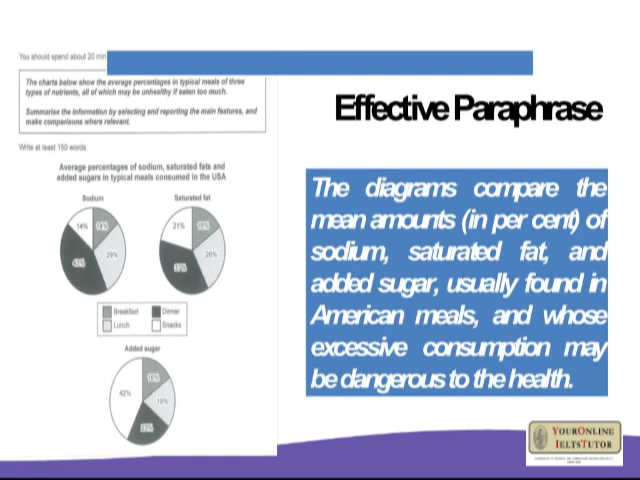 You should spend about 20 min
The charts below show the average percentages in typical meals of three
types of nutrients, all of which may be unhealthy if eaten too much.
Summarise the information by selecting and reporting the main features, and
make comparisons where relevant.
Write at least 150 words.
Average percentages of sodium, saturated fats and
added sugars in typical meals consumed in the USA
Sodium
Saturated fat
14%
14%
29%
43%
21%
16%
26%
37%
Breakfast
Dinner
Lunch
Snacks
Added sugar
42%
16%
19%
23%
Effective Paraphrase
The diagrams compare the
mean amounts (in per cent) of
sodium, saturated fat, and
added sugar, usually found in
American meals, and whose
excessive consumption may
be dangerous to the health.
YOURONLINE
IELTSTUTOR